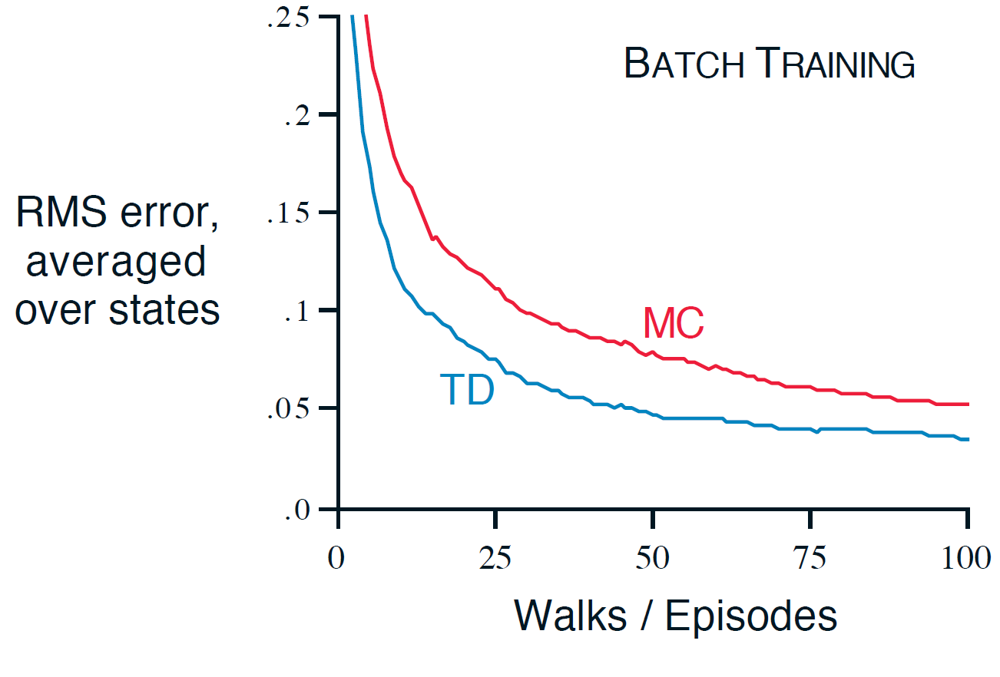 BATCH TRAINING
.25
.2
.15
.1
.05
.0
RMS error,
averaged
over states
MC
TD
0 25 50 75 100
Walks / Episodes